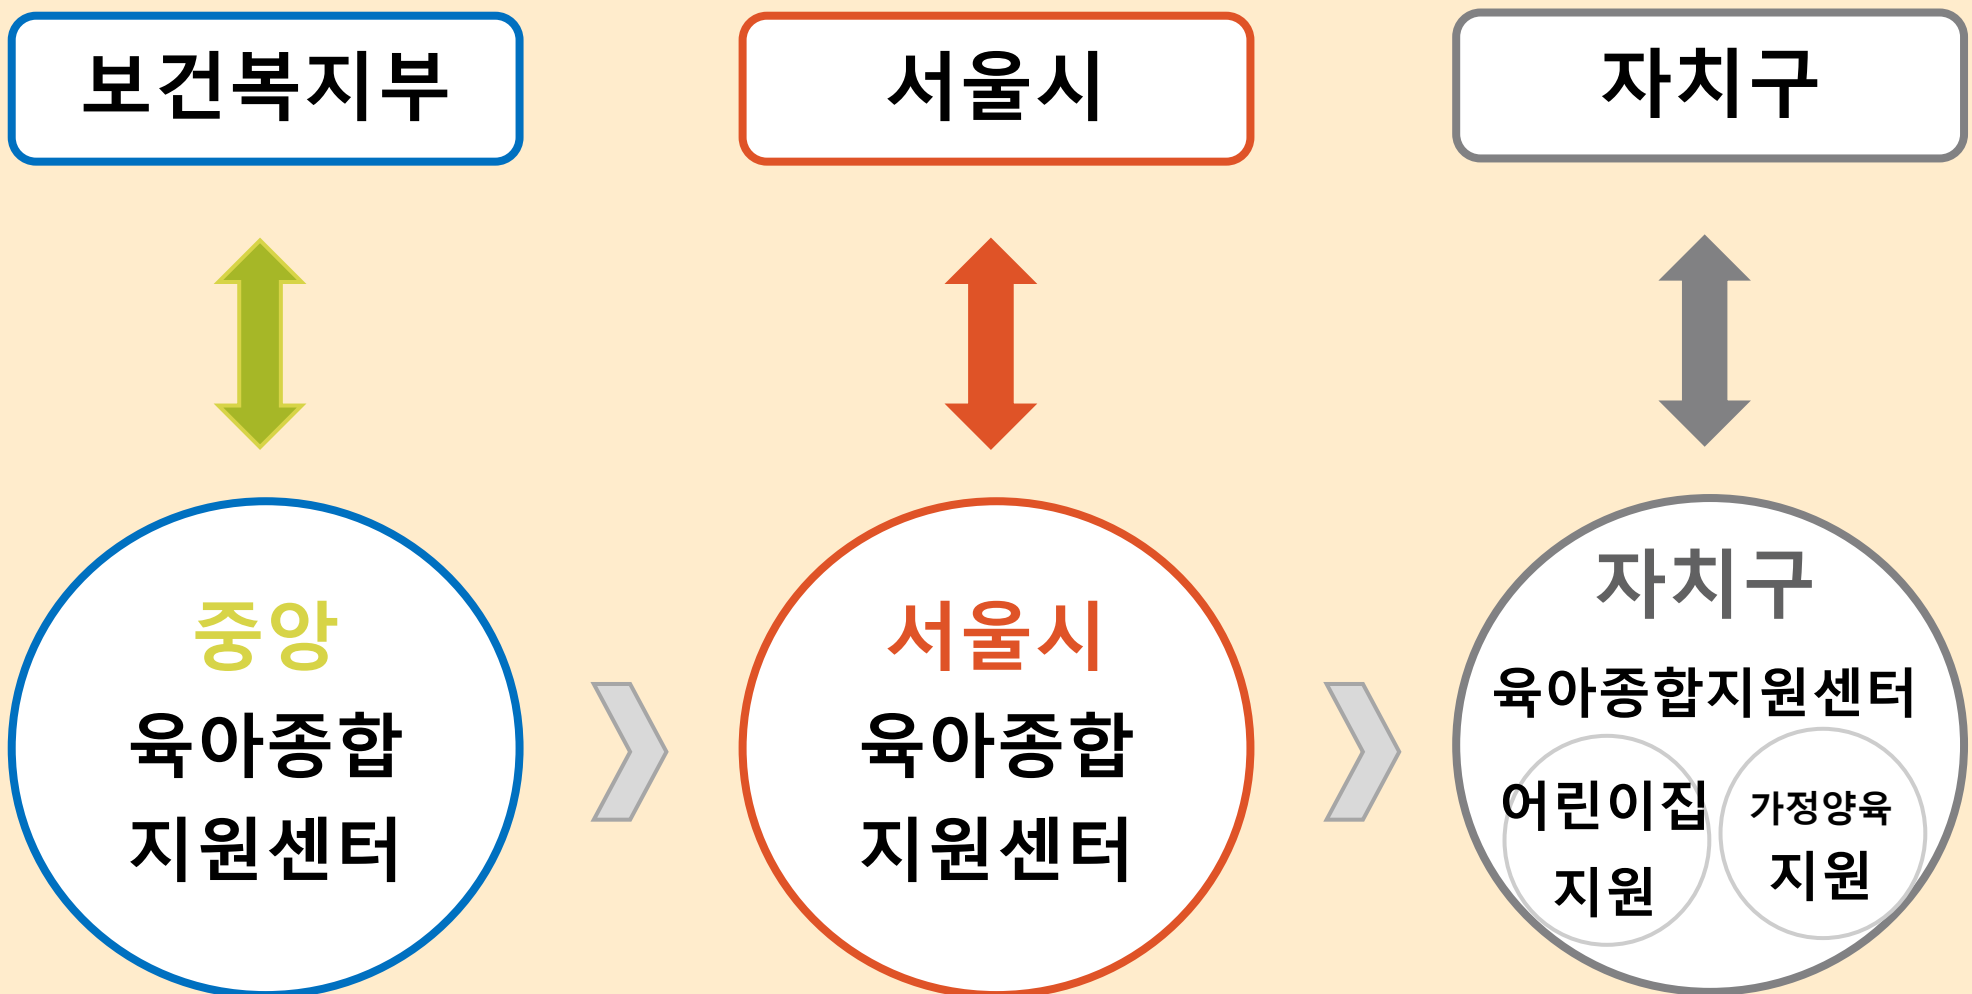 보건복지부
서울시
자치구
중앙
육아종합
지원센터
서울시
육아종합
지원센터
자치구
육아종합지원센터
어린이집
지원
가정양육
지원